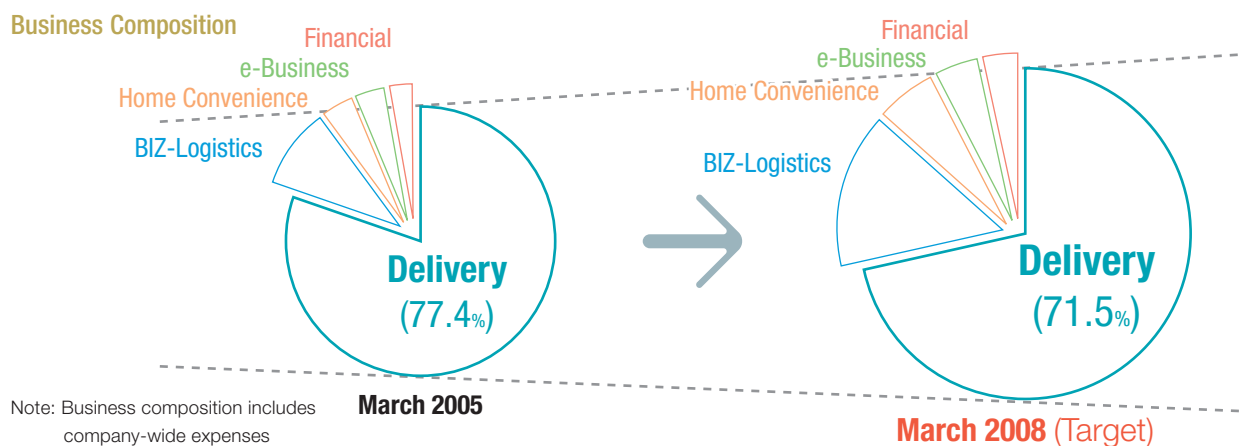 Business Composition
Financial
e-Business
Home Convenience
BIZ-Logistics
Delivery
(77.4%)
March 2005
Note: Business composition includes
company-wide expenses
Financial
e-Business
Home Convenience
BIZ-Logistics
Delivery
(71.5%)
March 2008 (Target)